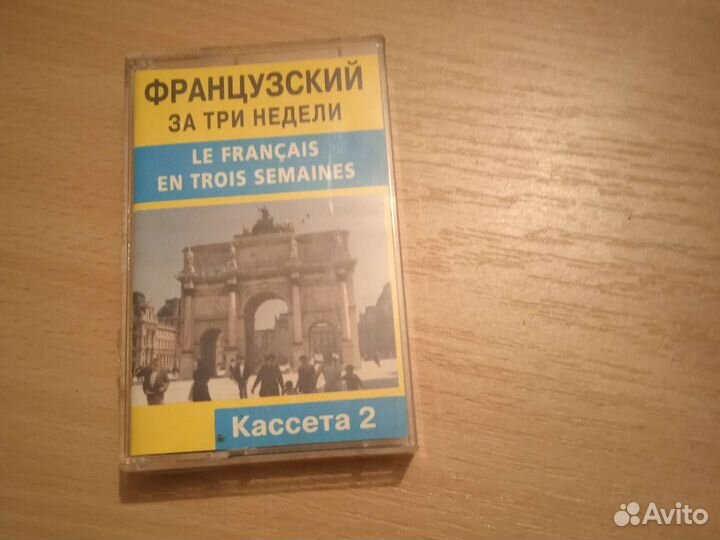 ФРАНЦУЗСКИЙ
ЗА ТРИ НЕДЕЛИ
LE FRANÇAIS
EN TROIS SEMAINES
Кассета 2
Avito